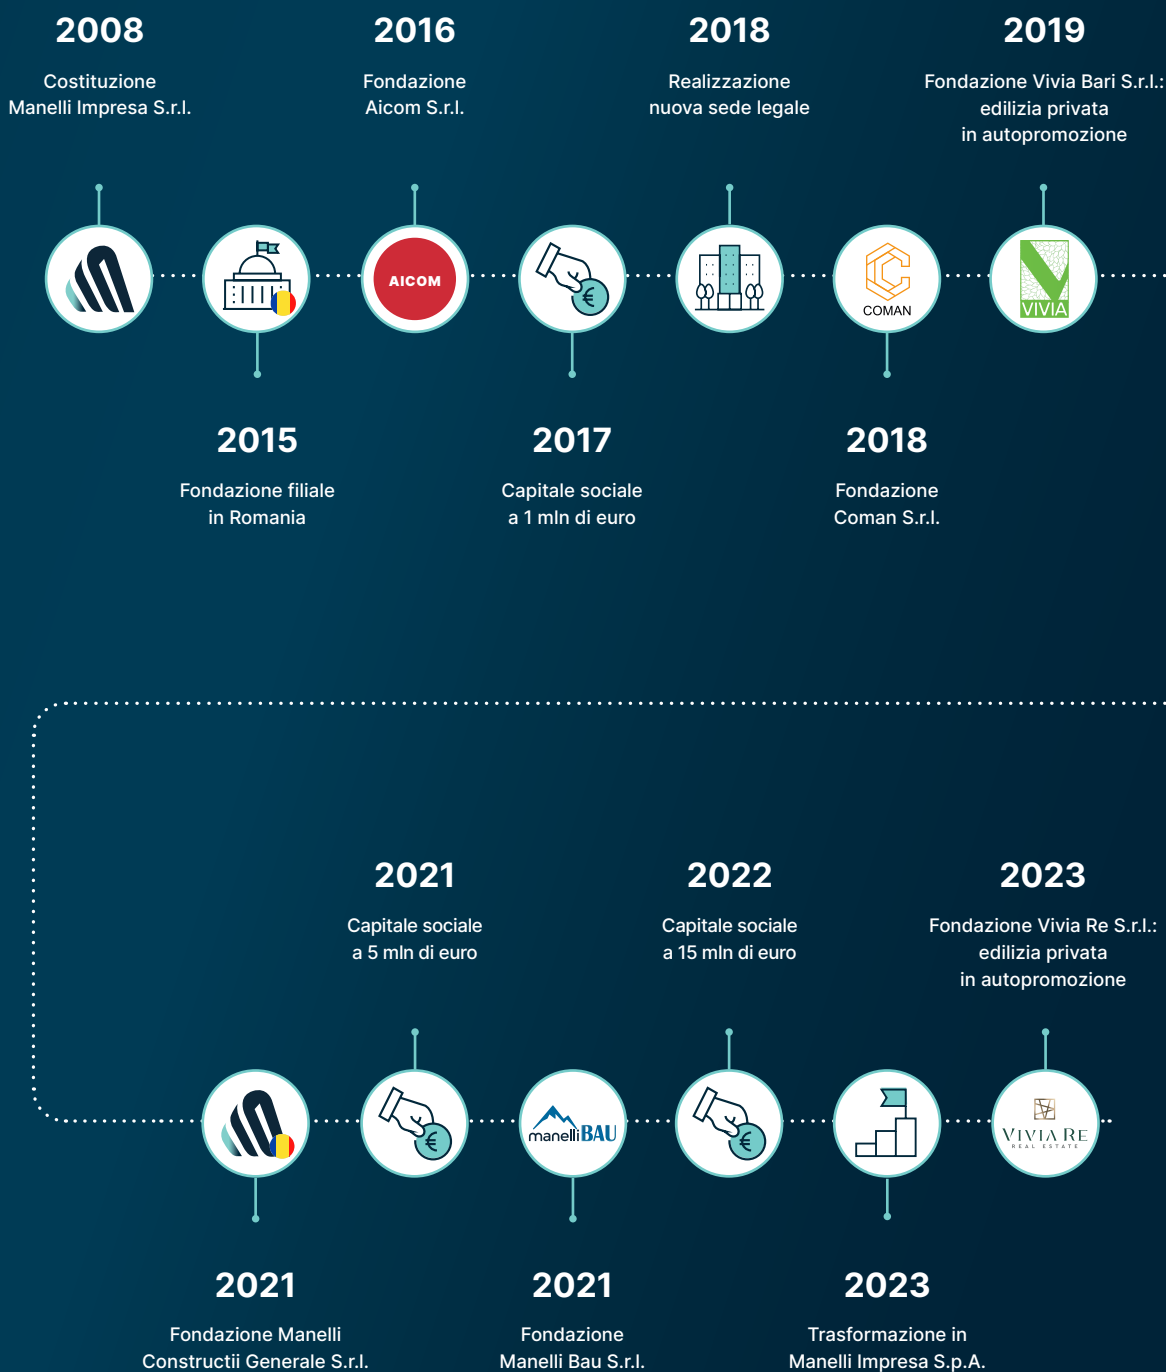 2008
Costituzione
Manelli Impresa S.r.l.
2016
Fondazione
Aicom S.r.l.
2018
Realizzazione
nuova sede legale
2019
Fondazione Vivia Bari S.r.l.:
edilizia privata
in autopromozione
AICOM
€
COMAN
VIVIA
2015
Fondazione filiale
in Romania
2017
Capitale sociale
a 1 mln di euro
2018
Fondazione
Coman S.r.l.
2021
Capitale sociale
a 5 mln di euro
2022
Capitale sociale
a 15 mln di euro
2023
Fondazione Vivia Re S.r.l.:
edilizia privata
in autopromozione
€
manelliBAU
€
VIVIA RE
REAL ESTATE
2021
Fondazione Manelli
Constructii Generale S.r.l.
2021
Fondazione
Manelli Bau S.r.l.
2023
Trasformazione in
Manelli Impresa S.p.A.